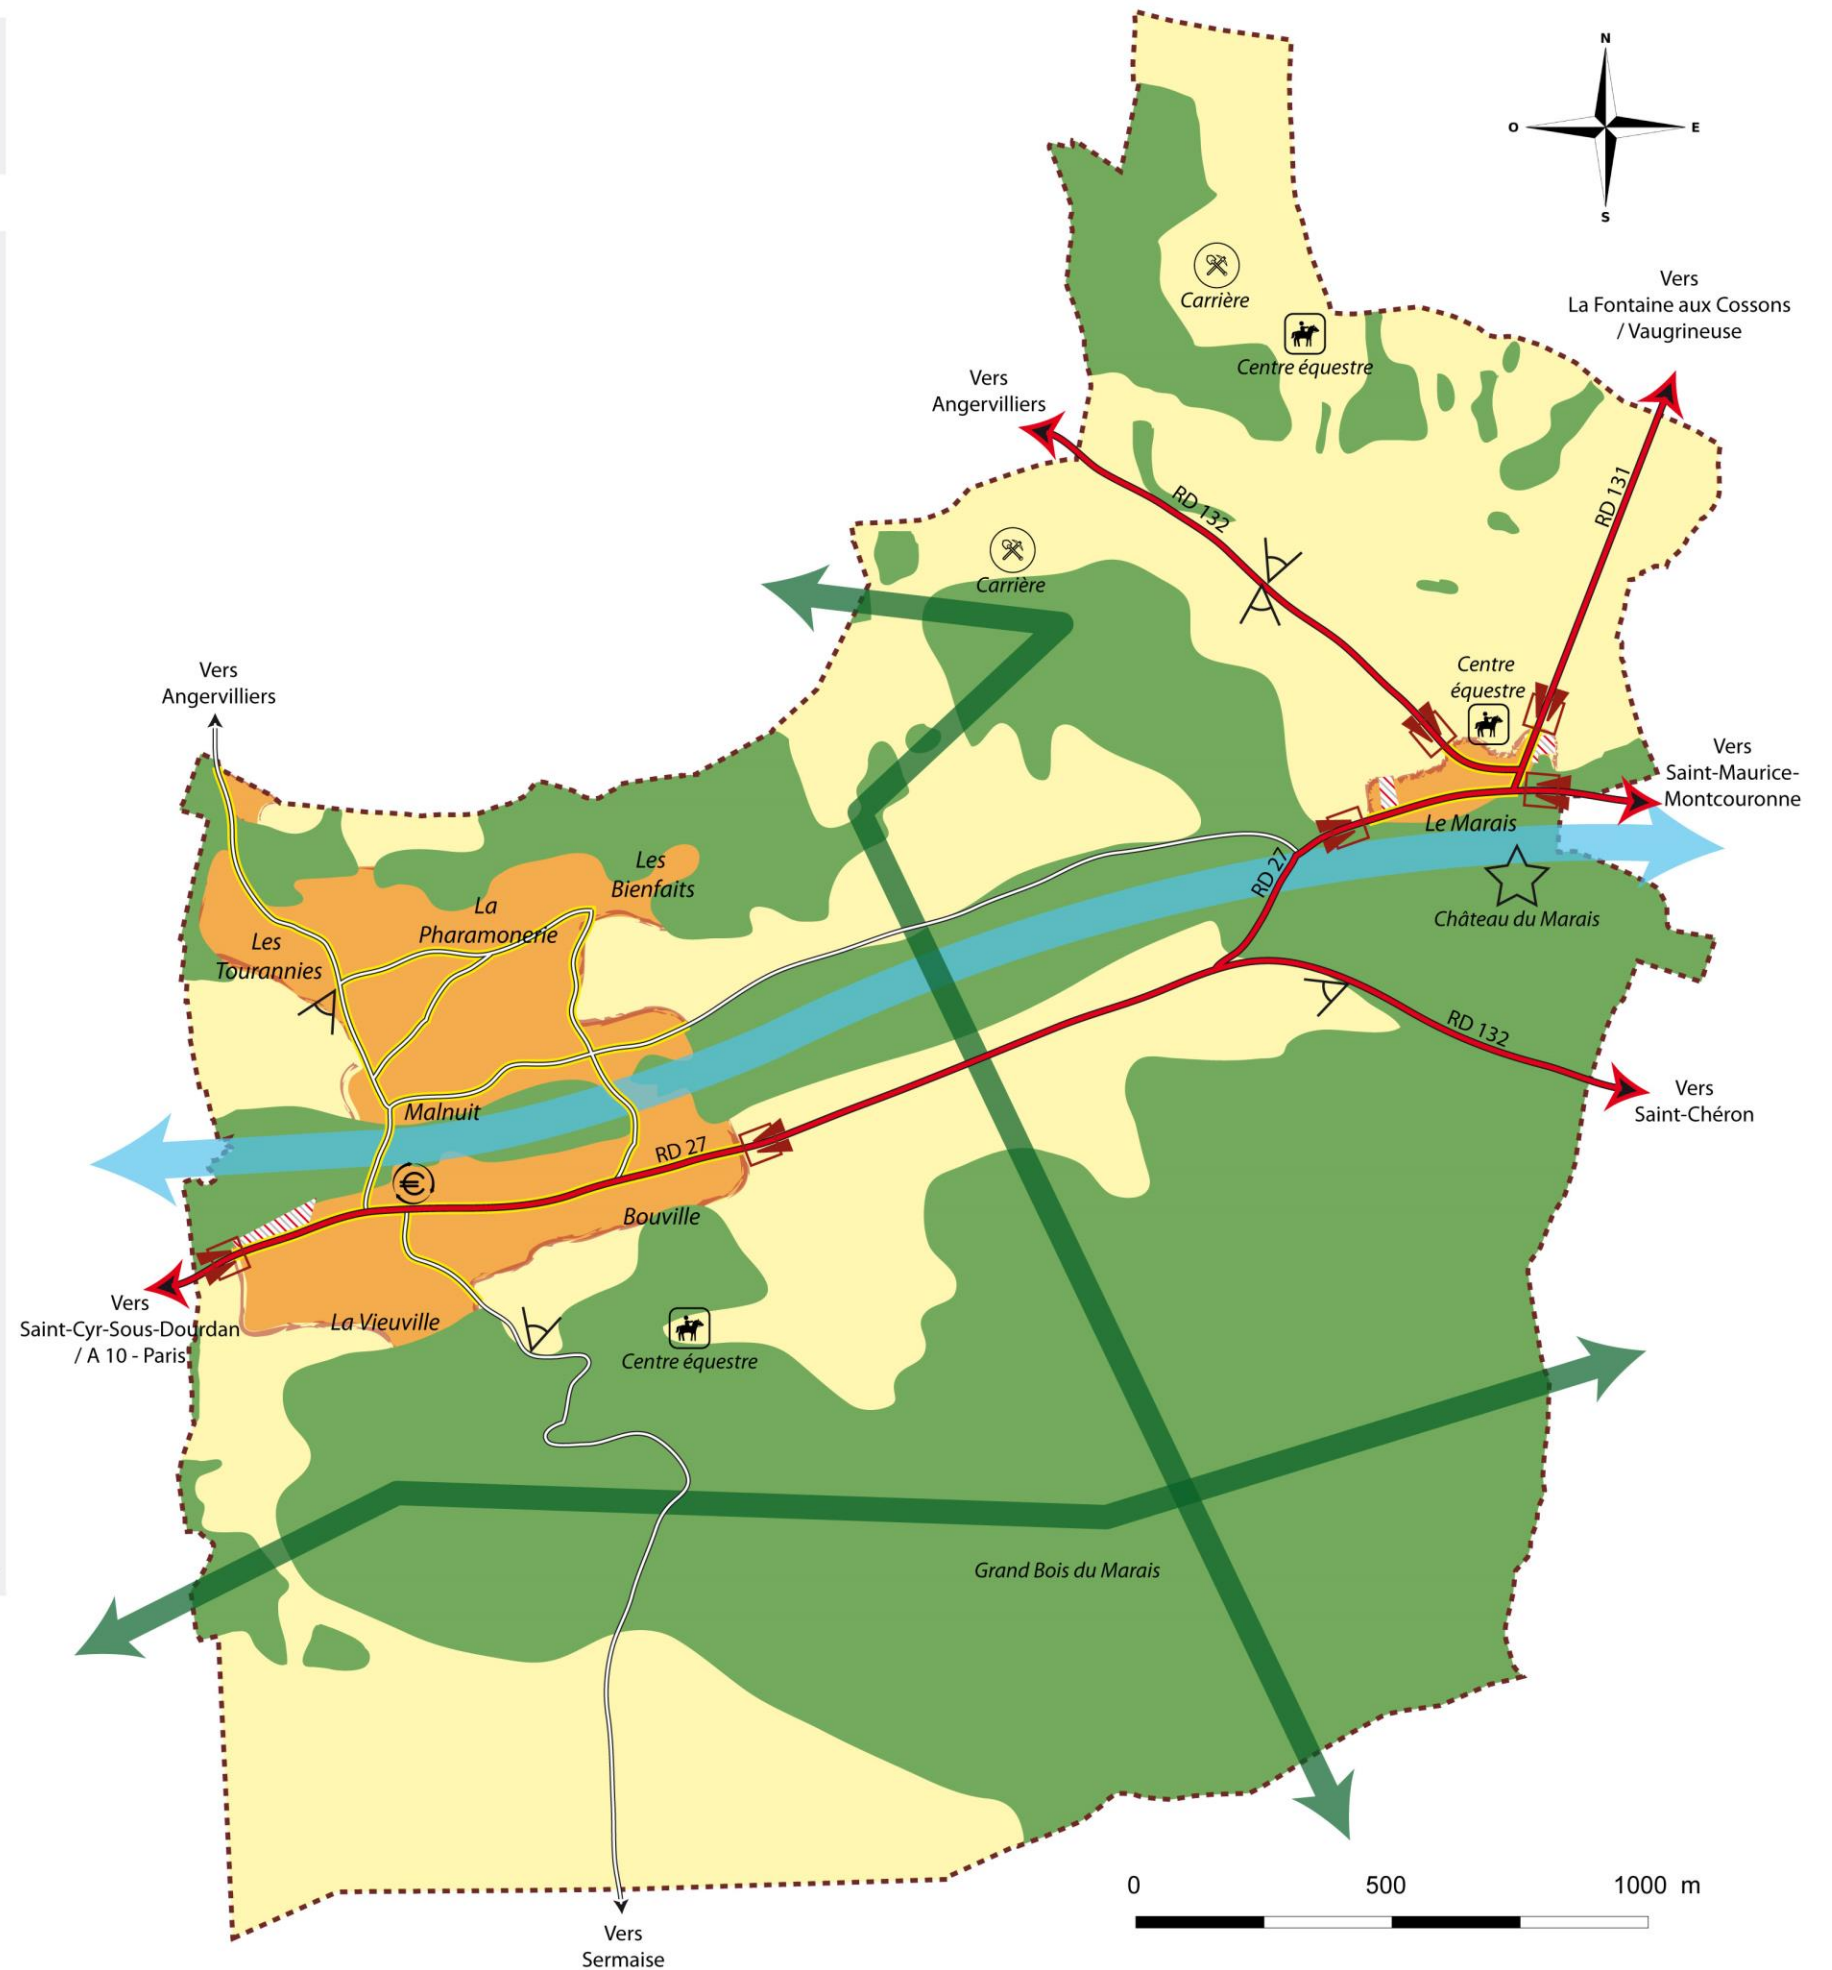 N
O
E
S
Vers
La Fontaine aux Cossons
/ Vaugrineuse
Carrière
Centre équestre
Vers
Angervilliers
RD 131
RD 132
Carrière
Centre
équestre
Vers
Angervilliers
Vers
Saint-Maurice-
Montcouronne
Le Marais
Les
Bienfaits
RD 27
La
Pharamonerie
Château du Marais
Les
Tourannies
RD 132
Malnuit
Vers
Saint-Chéron
RD 27
€
Bouville
Vers
Saint-Cyr-Sous-Dourdan
/ A 10 - Paris
La Vieuville
Centre équestre
Grand Bois du Marais
0 500 1000 m
Vers
Sermaise